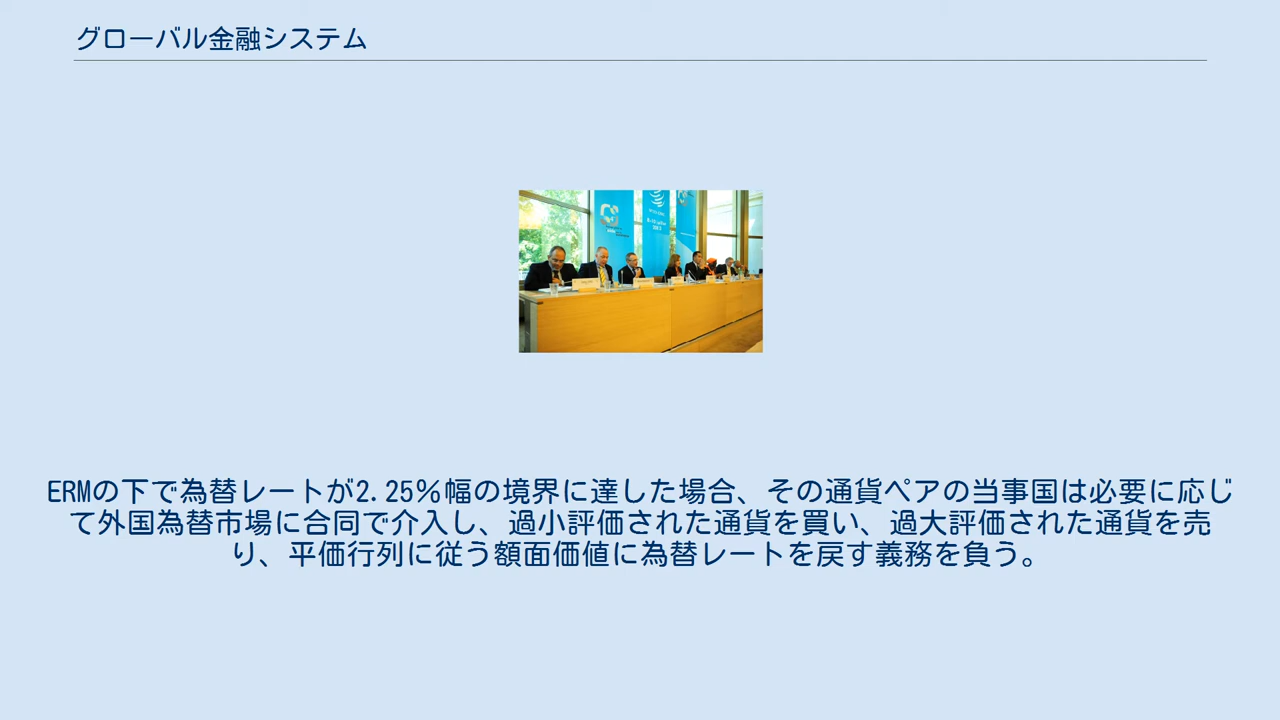 グローバル金融システム
ERMの下で為替レートが2.25%幅の境界に達した場合、その通貨ペアの当事国は必要に応じ
て外国為替市場に合同で介入し、過小評価された通貨を買い、過大評価された通貨を売
り、平価行列に従う額面価値に為替レートを戻す義務を負う。